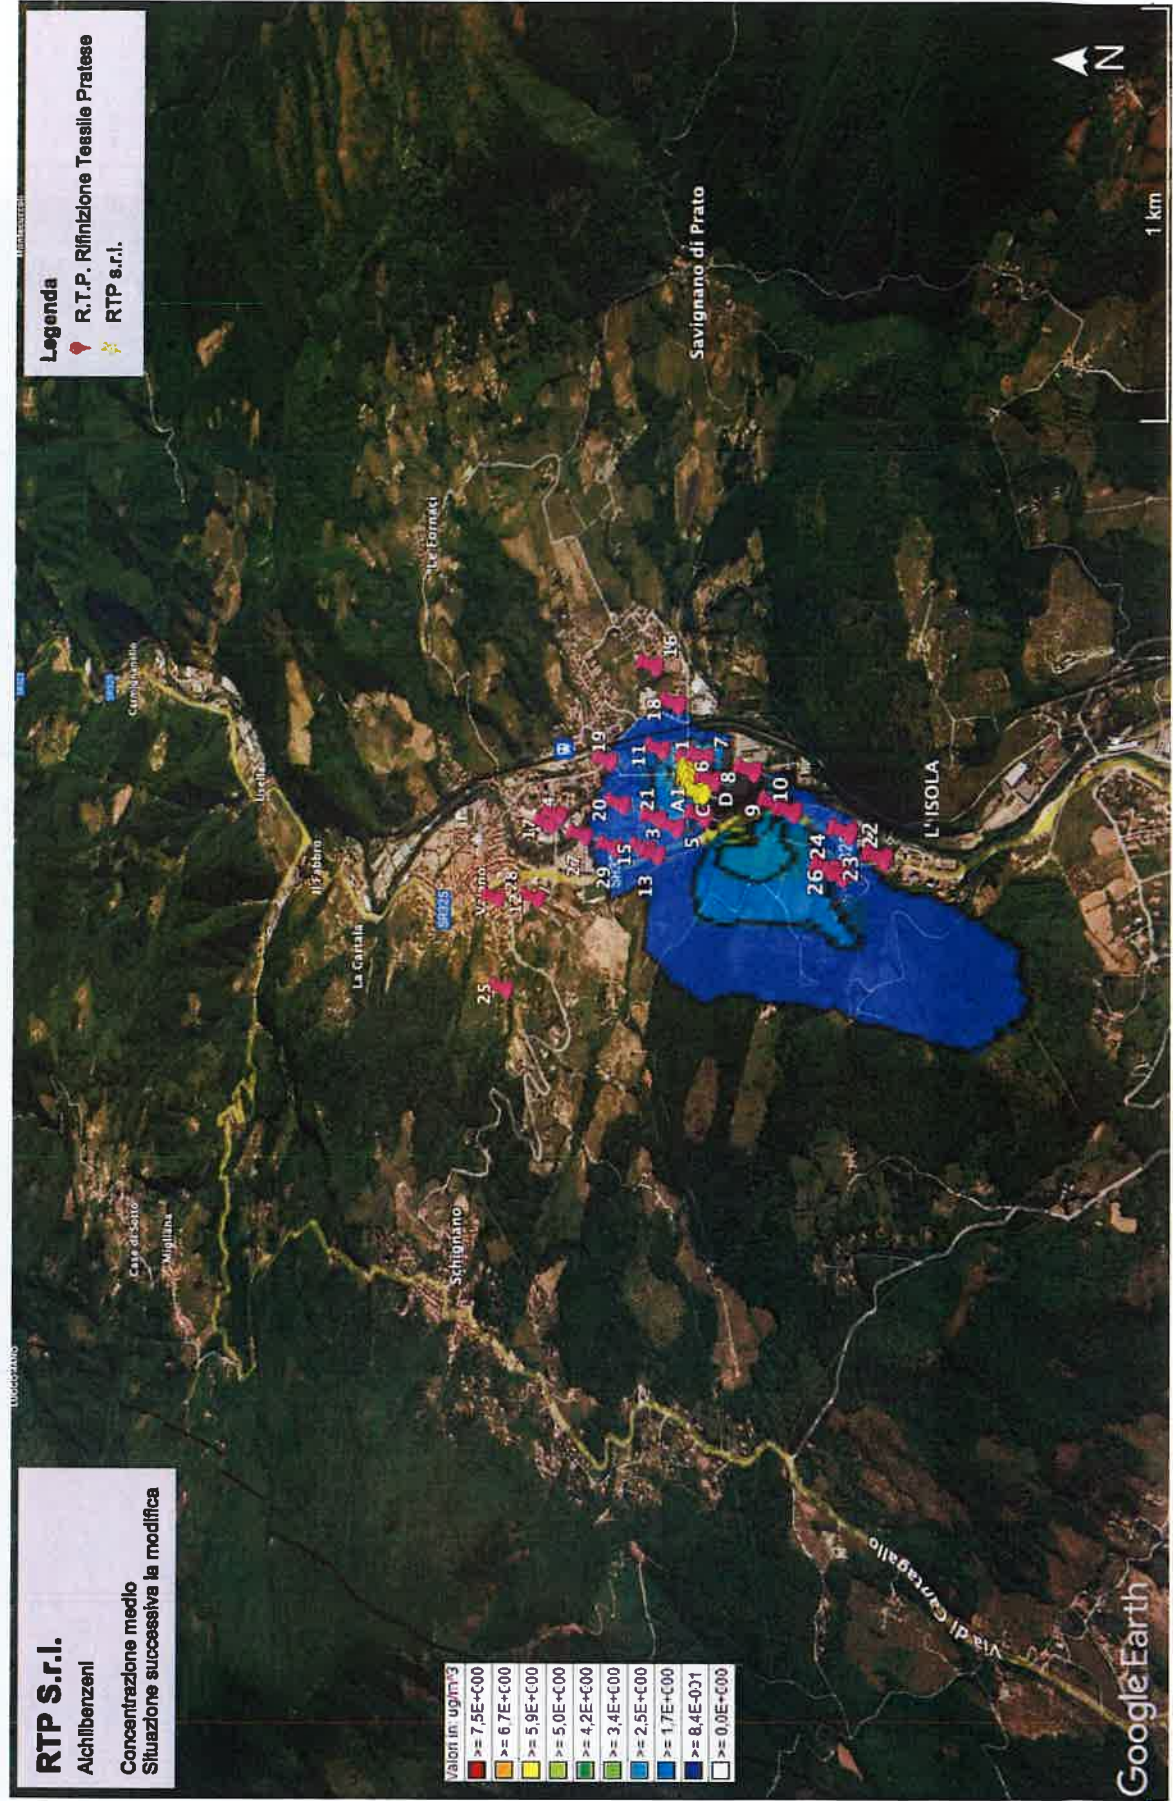 RTP S.r.l.
Alchilbenzeni
Concentrazione medio
Situazione successiva la modifica
Legenda
R.T.P. Rifinizione Tessile Pratese
RTP s.r.l.
Valori in: ug/m^3
>= 7,5E+000
>= 6,7E+000
>= 5,9E+000
>= 5,0E+000
>= 4,2E+000
>= 3,4E+000
>= 2,5E+000
>= 1,7E+000
>= 8,4E-001
>= 0,0E+000
Case di Sotto
Migliana
Carmignanello
Il Fabbro
La Cartaia
SR325
Le Fornaci
Schignano
Savignano di Prato
L'ISOLA
Via di Cantagallo
25
4
27
19
20
29
15
13
11
21
3
5
18
16
1
A1
C
6
7
D
8
9
10
26
24
23
22
Google Earth
1 km
N